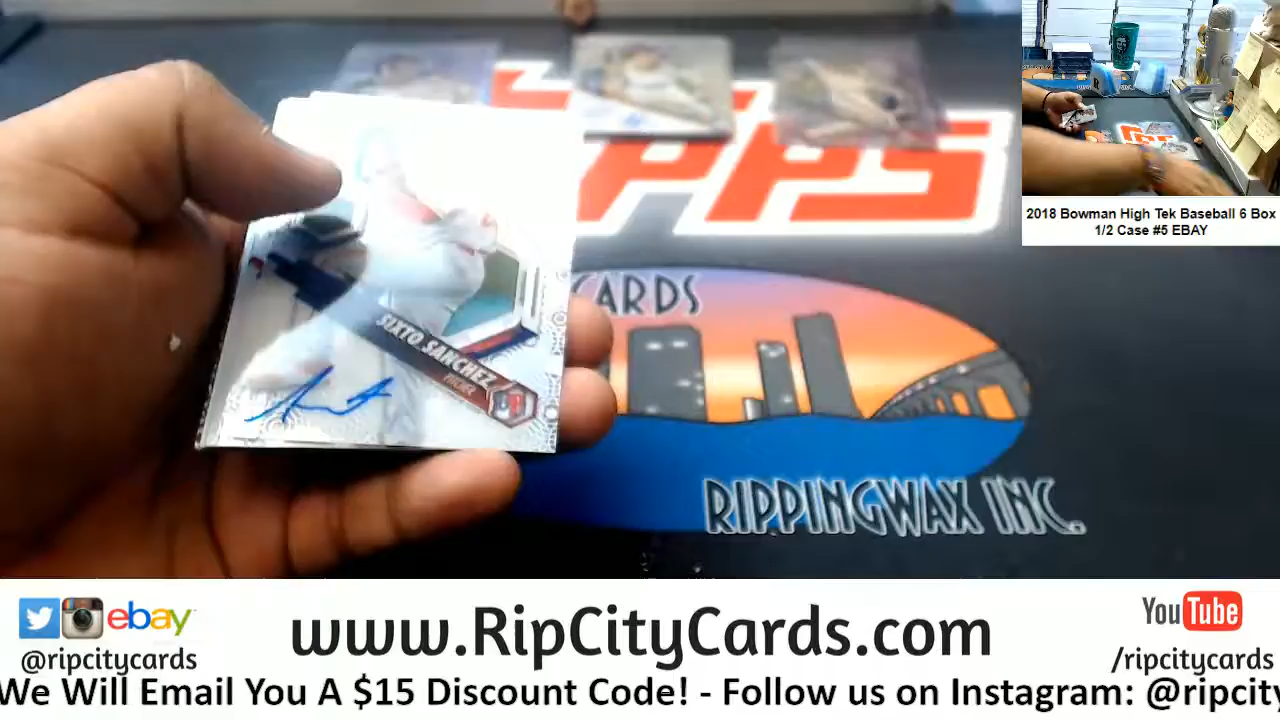 SIXTO SANCHEZ
PITCHER
CARDS
RIPPINGWAX INC.
2018 Bowman High Tek Baseball 6 Box
1/2 Case #5 EBAY
ebay
@ripcitycards
www.RipCityCards.com
YouTube
/ripcitycards
We Will Email You A $15 Discount Code! - Follow us on Instagram: @ripcity